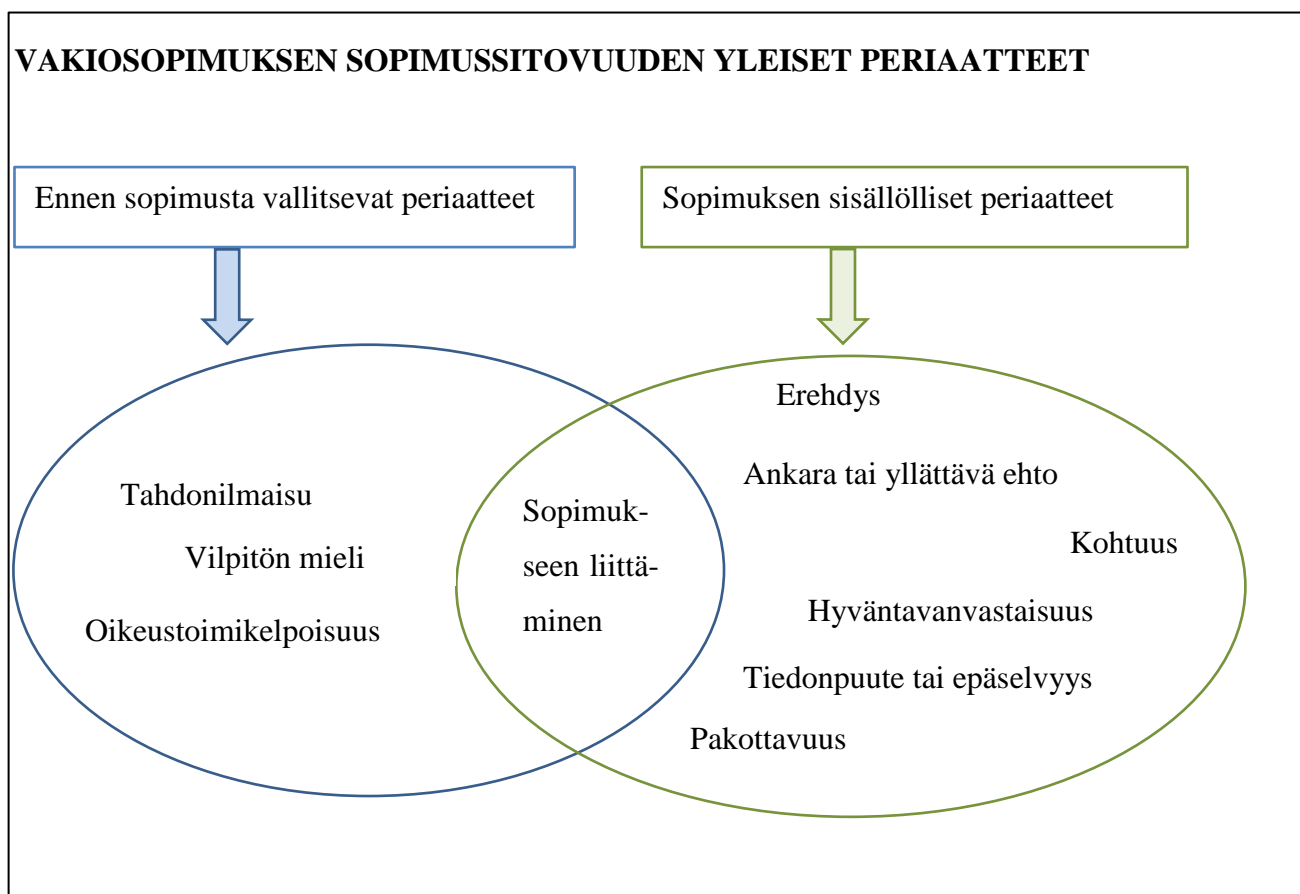 VAKIOSOPIMUKSEN SOPIMUSSITOVUUDEN YLEISET PERIAATTEET
Ennen sopimusta vallitsevat periaatteet
Sopimuksen sisällölliset periaatteet
Tahdonilmaisu
Vilpitön mieli
Oikeustoimikelpoisuus
Sopimuk-
seen liittä-
minen
Erehdys
Ankara tai yllättävä ehto
Kohtuus
Hyväntavanvastaisuus
Tiedonpuute tai epäselvyys
Pakottavuus